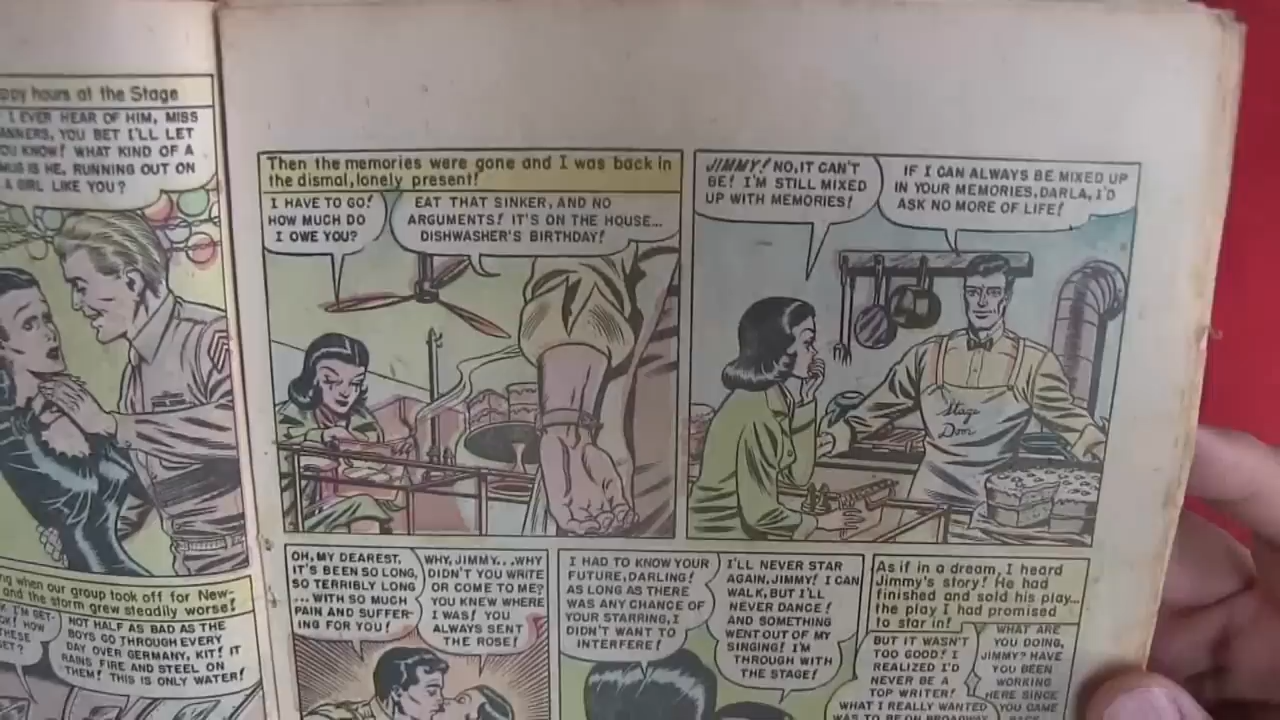 ppy hours at the Stage
I EVER HEAR OF HIM, MISS
ANNERS, YOU BET I'LL LET
YOU KNOW! WHAT KIND OF A
MUG IS HE, RUNNING OUT ON
A GIRL LIKE YOU?
ng when our group took off for New-
and the storm grew steadily worse!
I'M GET-
HOW
THESE
NOT HALF AS BAD AS THE
BOYS GO THROUGH EVERY
DAY OVER GERMANY, KIT! IT
RAINS FIRE AND STEEL ON
THEM! THIS IS ONLY WATER!
Then the memories were gone and I was back in
the dismal, lonely present!
I HAVE TO GO!
HOW MUCH DO
I OWE YOU?
EAT THAT SINKER, AND NO
ARGUMENTS! IT'S ON THE HOUSE...
DISHWASHER'S BIRTHDAY!
JIMMY! NO, IT CAN'T
BE! I'M STILL MIXED
UP WITH MEMORIES!
IF I CAN ALWAYS BE MIXED UP
IN YOUR MEMORIES, DARLA, I'D
ASK NO MORE OF LIFE!
Stage
Door
OH, MY DEAREST,
IT'S BEEN SO LONG,
SO TERRIBLY LONG
... WITH SO MUCH
PAIN AND SUFFER-
ING FOR YOU!
WHY, JIMMY...WHY
DIDN'T YOU WRITE
OR COME TO ME?
YOU KNEW WHERE
I WAS! YOU
ALWAYS SENT
THE ROSE!
I HAD TO KNOW YOUR
FUTURE, DARLING!
AS LONG AS THERE
WAS ANY CHANCE OF
YOUR STARRING, I
DIDN'T WANT TO
INTERFERE!
I'LL NEVER STAR
AGAIN, JIMMY! I CAN
WALK, BUT I'LL
NEVER DANCE!
AND SOMETHING
WENT OUT OF MY
SINGING! I'M
THROUGH WITH
THE STAGE!
As if in a dream, I heard
Jimmy's story! He had
finished and sold his play...
the play I had promised
to star in!
BUT IT WASN'T
TOO GOOD! I
REALIZED I'D
NEVER BE A
TOP WRITER!
WHAT I REALLY WANTED
WAS TO BE ON BROADWAY
WHAT ARE
YOU DOING,
JIMMY? HAVE
YOU BEEN
WORKING
HERE SINCE
YOU CAME